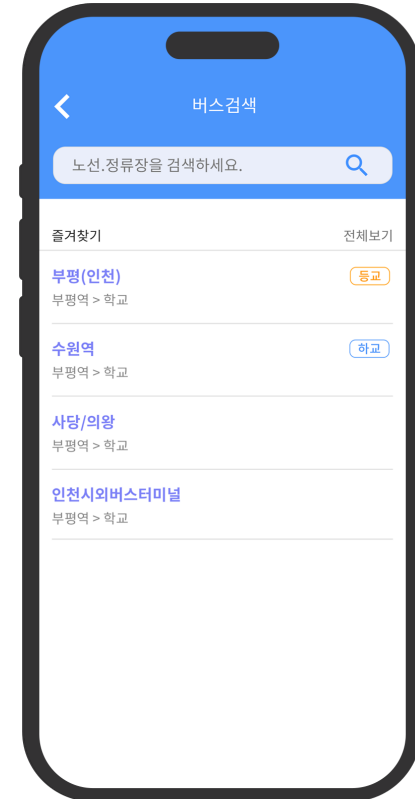 버스검색
노선.정류장을 검색하세요.
즐겨찾기 전체보기
부평(인천) 등교
부평역 > 학교
수원역 하교
부평역 > 학교
사당/의왕
부평역 > 학교
인천시외버스터미널
부평역 > 학교